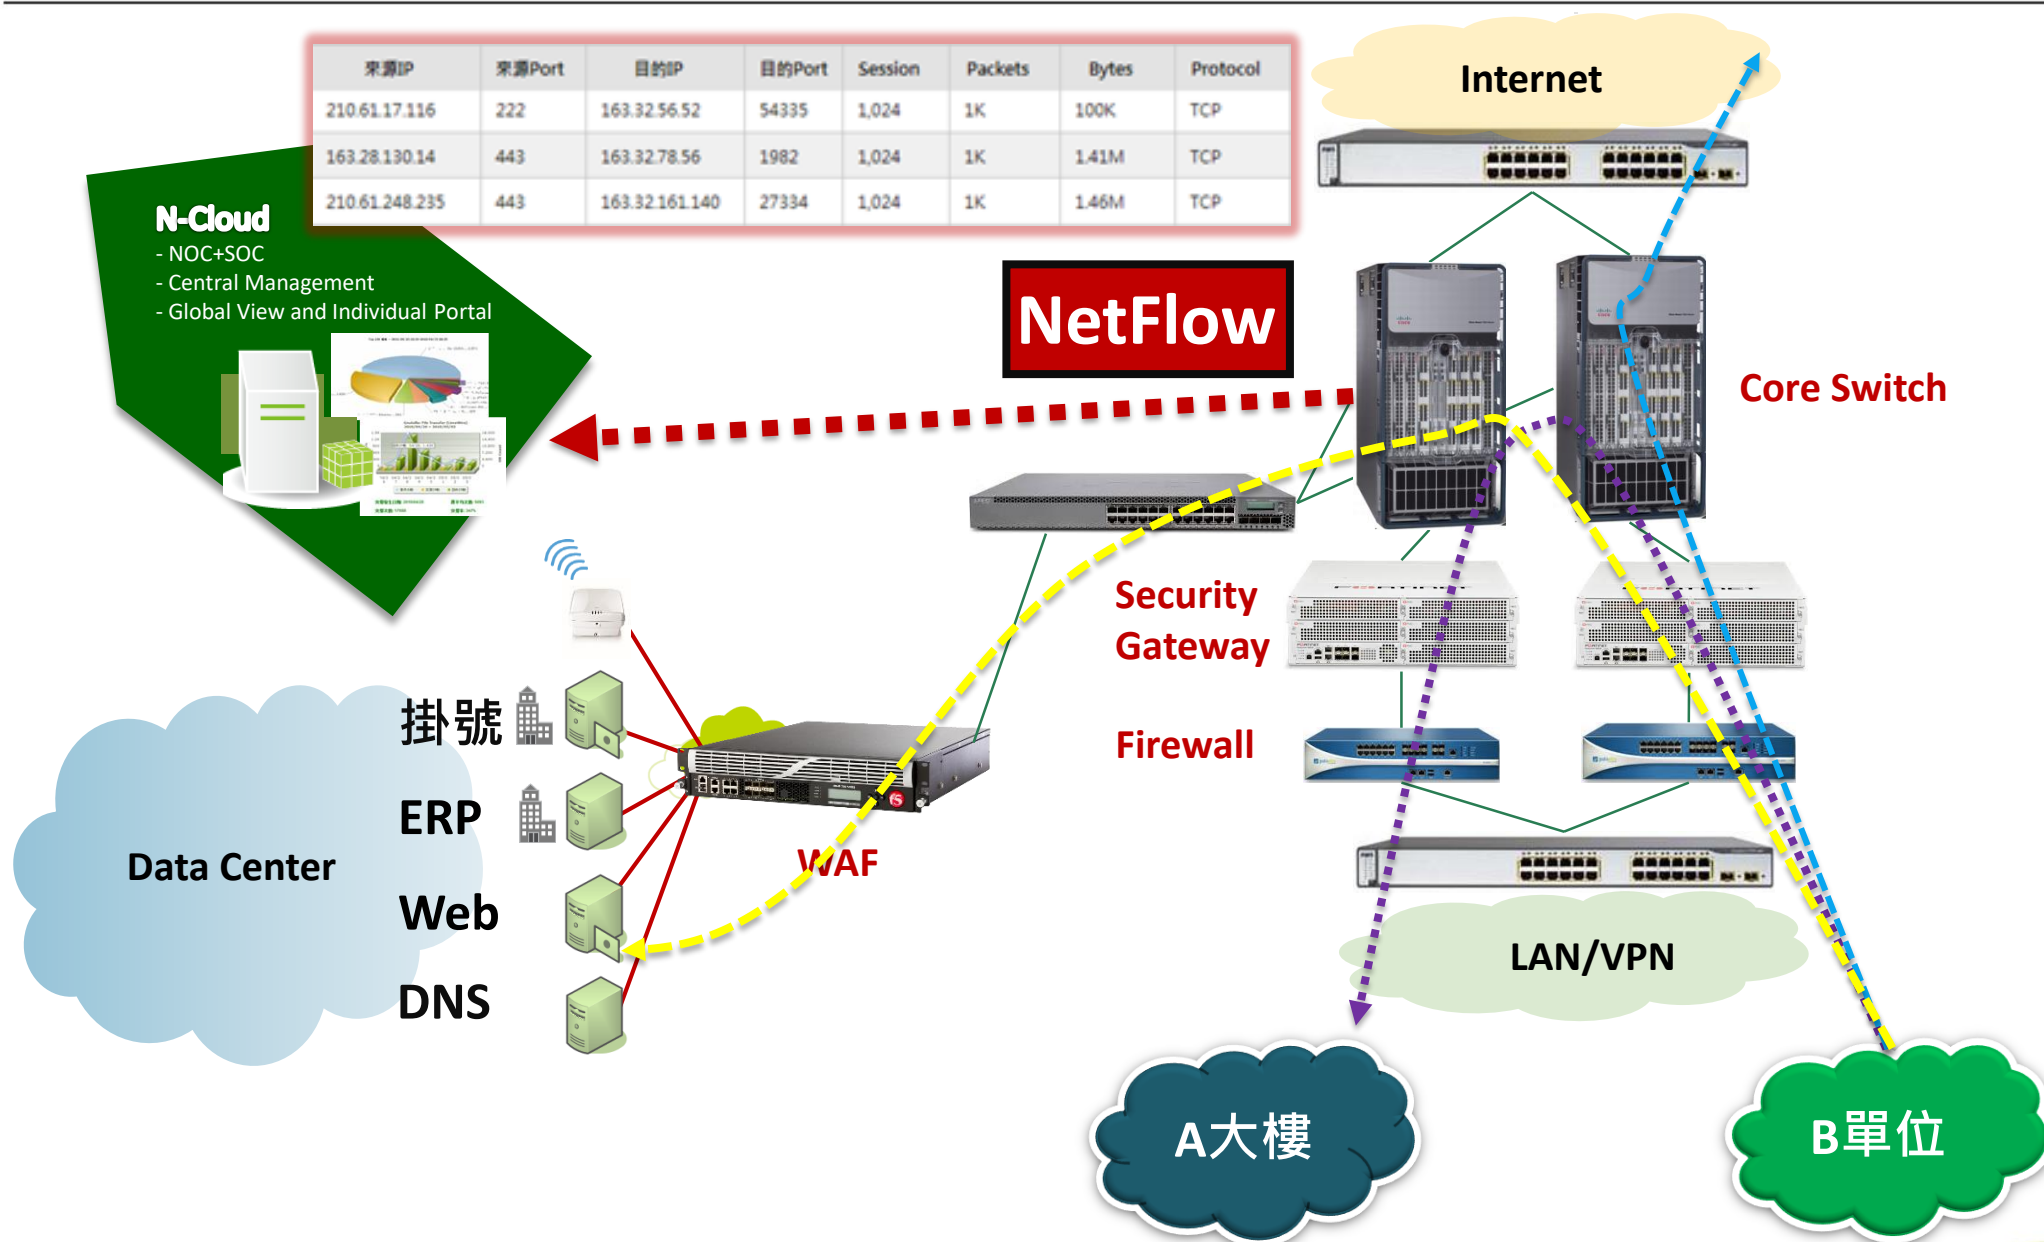 來源IP 來源Port 目的IP 目的Port Session Packets Bytes Protocol
210.61.17.116 222 163.32.56.52 54335 1,024 1K 100K TCP
163.28.130.14 443 163.32.78.56 1982 1,024 1K 1.41M TCP
210.61.248.235 443 163.32.161.140 27334 1,024 1K 1.46M TCP
Internet
N-Cloud
- NOC+SOC
- Central Management
- Global View and Individual Portal
NetFlow
Core Switch
Security
Gateway
Firewall
掛號
ERP
Data Center
Web
DNS
WAF
LAN/VPN
A大樓
B單位